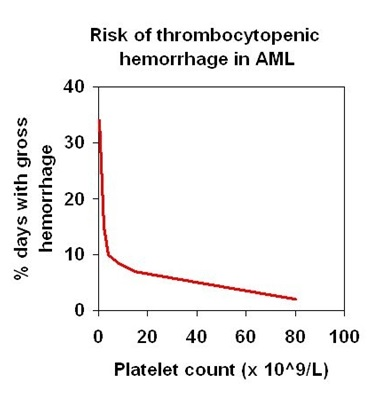 Risk of thrombocytopenic
hemorrhage in AML
% days with gross
hemorrhage
40
30
20
10
0
0 20 40 60 80 100
Platelet count (x 10^9/L)